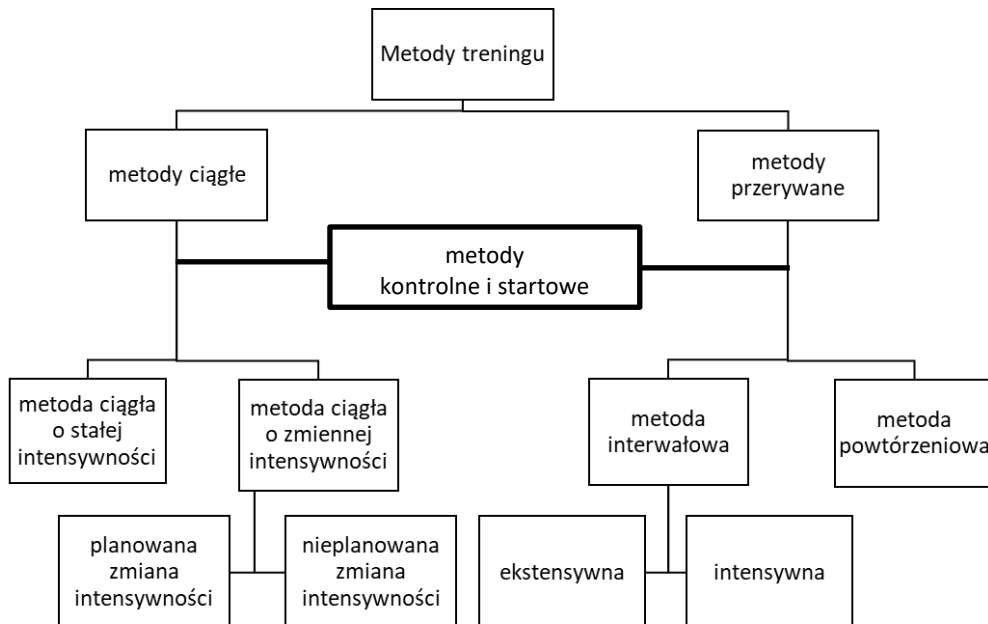 Metody treningu
metody ciągłe
metody
przerywane
metody
kontrolne i startowe
metoda ciągła
o stałej
intensywności
metoda ciągła
o zmiennej
intensywności
metoda
interwałowa
metoda
powtórzeniowa
planowana
zmiana
intensywności
nieplanowana
zmiana
intensywności
ekstensywna
intensywna